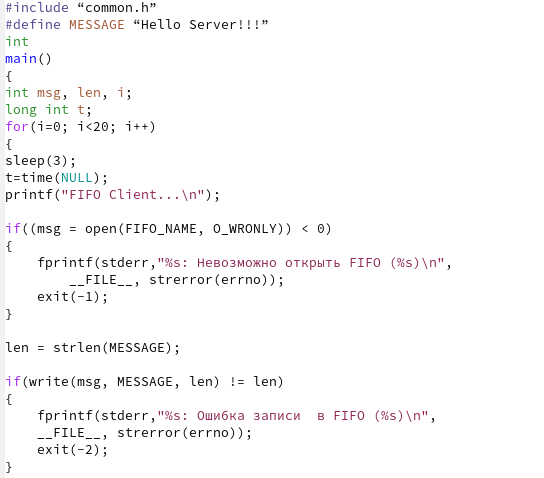 #include “common.h”
#define MESSAGE “Hello Server!!!”
int
main()
{
int msg, len, i;
long int t;
for(i=0; i<20; i++)
{
sleep(3);
t=time(NULL);
printf("FIFO Client...\n");

if((msg = open(FIFO_NAME, O_WRONLY)) < 0)
{
    fprintf(stderr,"%s: Невозможно открыть FIFO (%s)\n",
        __FILE__, strerror(errno));
    exit(-1);
}

len = strlen(MESSAGE);

if(write(msg, MESSAGE, len) != len)
{
    fprintf(stderr,"%s: Ошибка записи  в FIFO (%s)\n",
    __FILE__, strerror(errno));
    exit(-2);
}